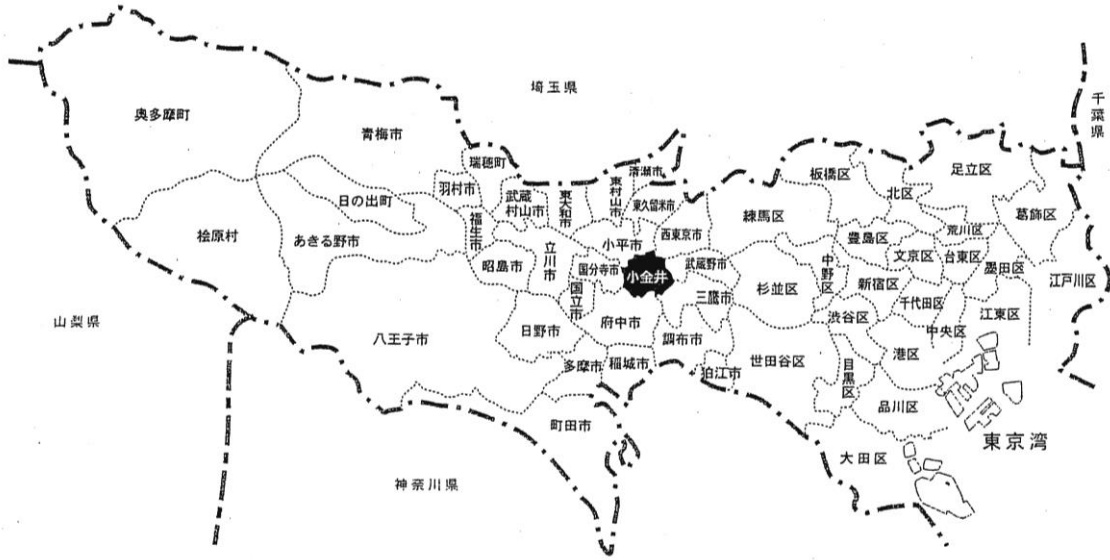 埼玉県
千葉県
奥多摩町
青梅市
瑞穂町
清瀬市
板橋区
足立区
羽村市
武蔵
村山市
東大和市
東村山市
東久留米市
北区
日の出町
練馬区
葛飾区
桧原村
あきる野市
福生市
立川市
小平市
西東京市
豊島区
荒川区
文京区
台東区
墨田区
昭島市
国分寺市
小金井
武蔵野市
中野区
杉並区
新宿区
江戸川区
国立市
三鷹市
千代田区
山梨県
八王子市
日野市
府中市
調布市
渋谷区
中央区
江東区
多摩市
稲城市
狛江市
世田谷区
目黒区
港区
町田市
品川区
東京湾
神奈川県
大田区